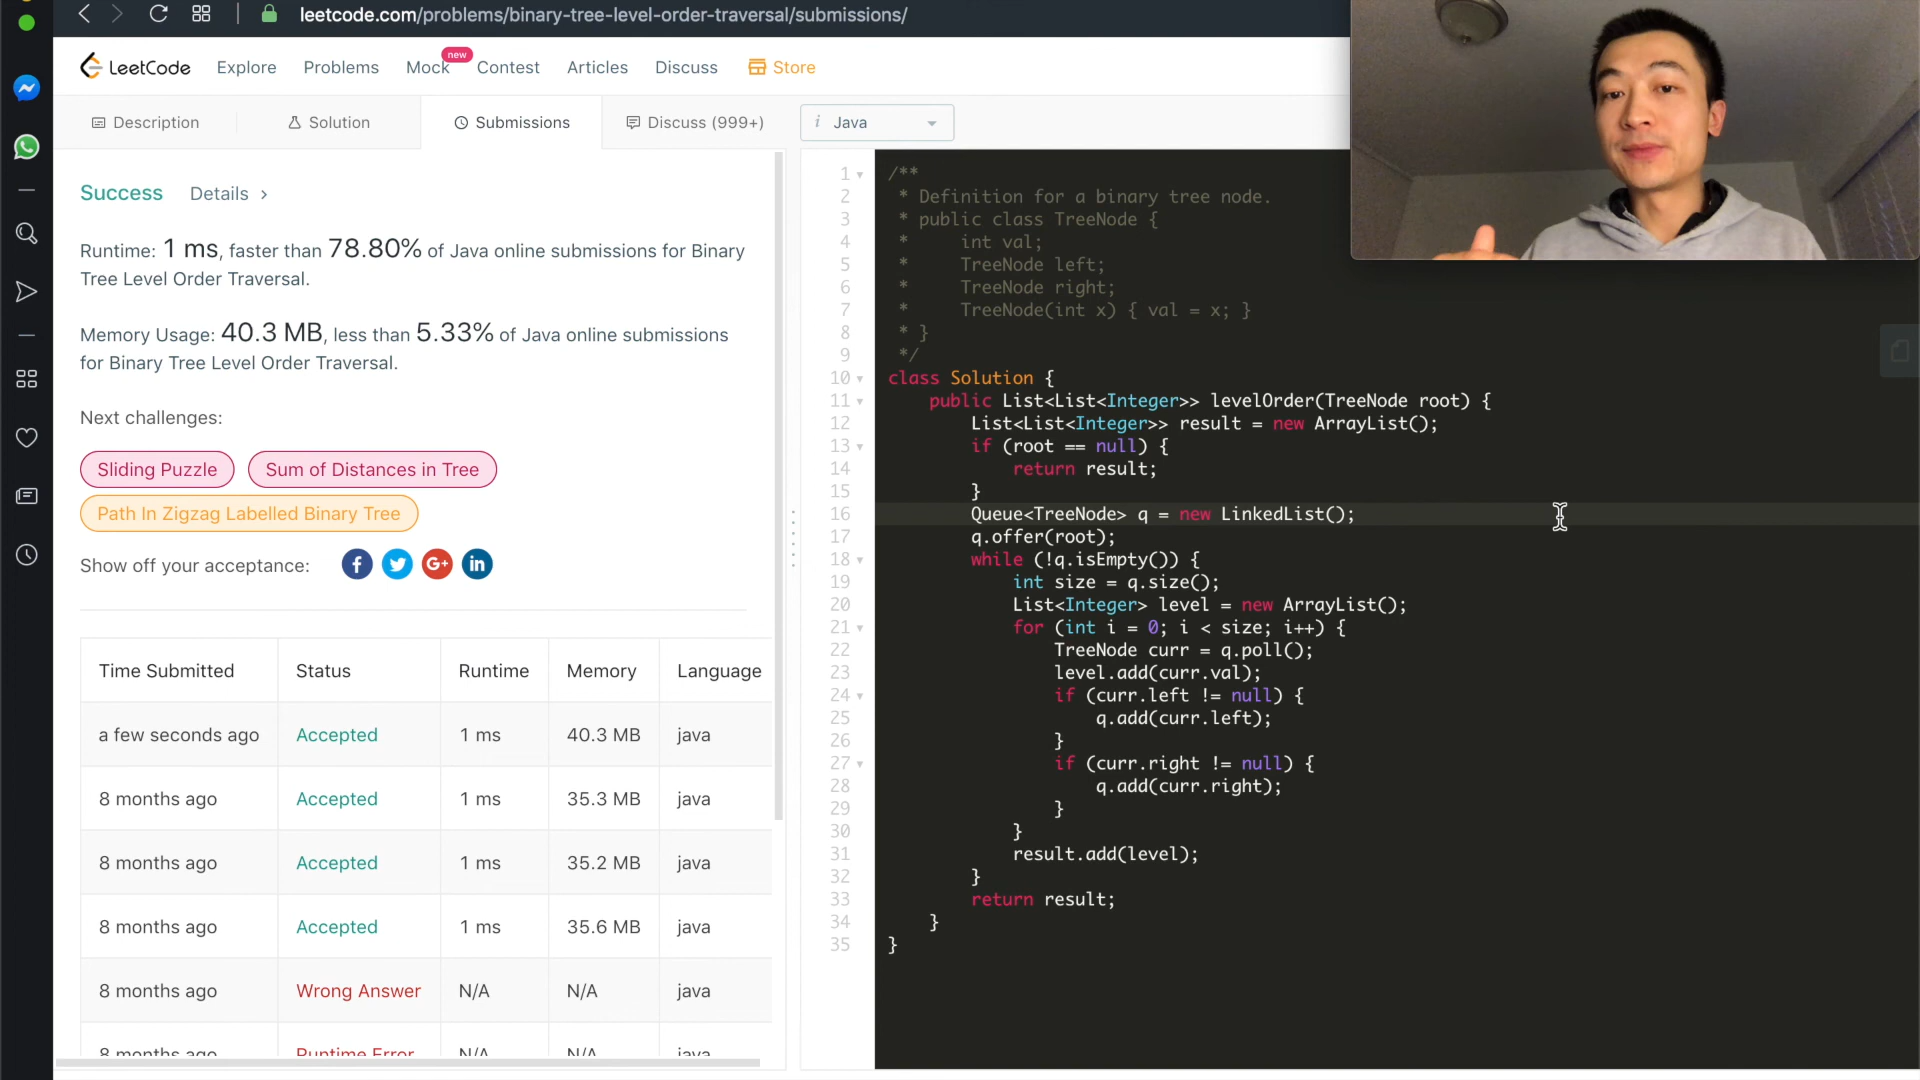 leetcode.com/problems/binary-tree-level-order-traversal/submissions/
LeetCode
Explore
Problems
Mock
new
Contest
Articles
Discuss
Store
Description
Solution
Submissions
Discuss (999+)
i Java
Success
Details >
Runtime: 1 ms, faster than 78.80% of Java online submissions for Binary
Tree Level Order Traversal.
Memory Usage: 40.3 MB, less than 5.33% of Java online submissions
for Binary Tree Level Order Traversal.
Next challenges:
Sliding Puzzle
Sum of Distances in Tree
Path In Zigzag Labelled Binary Tree
Show off your acceptance:
f
G+
in
Time Submitted Status Runtime Memory Language
a few seconds ago Accepted 1 ms 40.3 MB java
8 months ago Accepted 1 ms 35.3 MB java
8 months ago Accepted 1 ms 35.2 MB java
8 months ago Accepted 1 ms 35.6 MB java
8 months ago Wrong Answer N/A N/A java
8 months ago Runtime Error N/A N/A java
1 /**
2  * Definition for a binary tree node.
3  * public class TreeNode {
4  *     int val;
5  *     TreeNode left;
6  *     TreeNode right;
7  *     TreeNode(int x) { val = x; }
8  * }
9  */
10 class Solution {
11     public List<List<Integer>> levelOrder(TreeNode root) {
12         List<List<Integer>> result = new ArrayList();
13         if (root == null) {
14             return result;
15         }
16         Queue<TreeNode> q = new LinkedList();
17         q.offer(root);
18         while (!q.isEmpty()) {
19             int size = q.size();
20             List<Integer> level = new ArrayList();
21             for (int i = 0; i < size; i++) {
22                 TreeNode curr = q.poll();
23                 level.add(curr.val);
24                 if (curr.left != null) {
25                     q.add(curr.left);
26                 }
27                 if (curr.right != null) {
28                     q.add(curr.right);
29                 }
30             }
31             result.add(level);
32         }
33         return result;
34     }
35 }